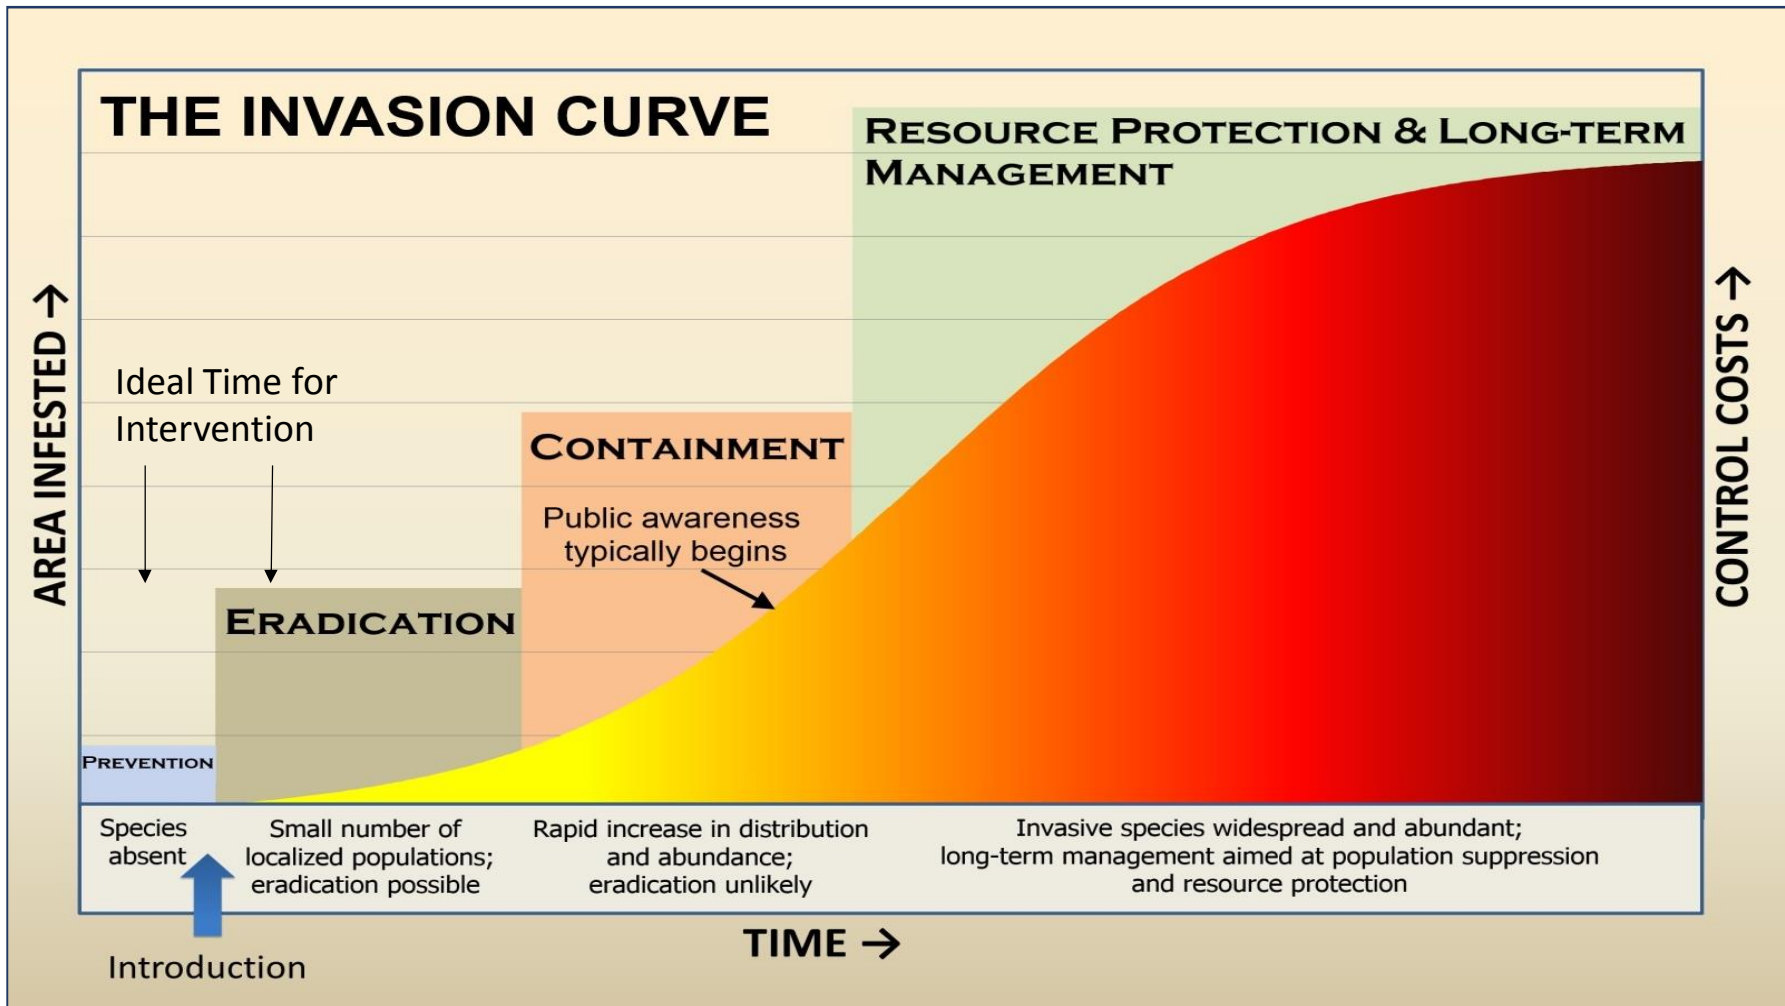 THE INVASION CURVE
RESOURCE PROTECTION & LONG-TERM
MANAGEMENT
AREA INFESTED →
CONTROL COSTS →
Ideal Time for
Intervention
CONTAINMENT
Public awareness
typically begins
ERADICATION
PREVENTION
Species
absent
Small number of
localized populations;
eradication possible
Rapid increase in distribution
and abundance;
eradication unlikely
Invasive species widespread and abundant;
long-term management aimed at population suppression
and resource protection
TIME →
Introduction